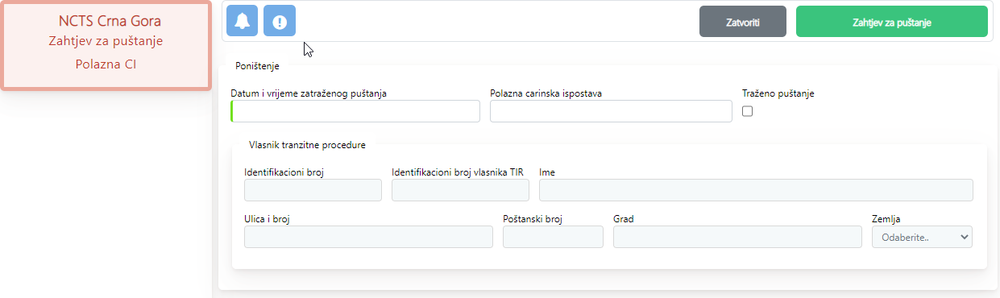 NCTS Crna Gora
Zahtjev za puštanje
Polazna CI
Zatvoriti
Zahtjev za puštanje
Poništenje
Datum i vrijeme zatraženog puštanja
Polazna carinska ispostava
Traženo puštanje
Vlasnik tranzitne procedure
Identifikacioni broj
Identifikacioni broj vlasnika TIR
Ime
Ulica i broj
Poštanski broj
Grad
Zemlja
Odaberite..